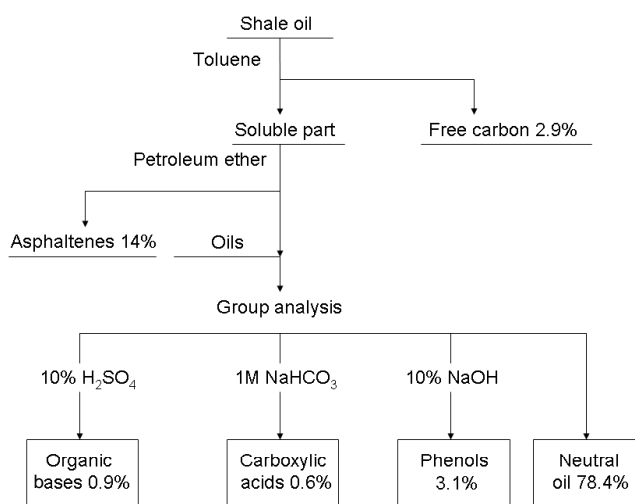 Shale oil
Toluene
Soluble part
Free carbon 2.9%
Petroleum ether
Asphaltenes 14%
Oils
Group analysis
10% H₂SO₄
1M NaHCO₃
10% NaOH
Organic
bases 0.9%
Carboxylic
acids 0.6%
Phenols
3.1%
Neutral
oil 78.4%